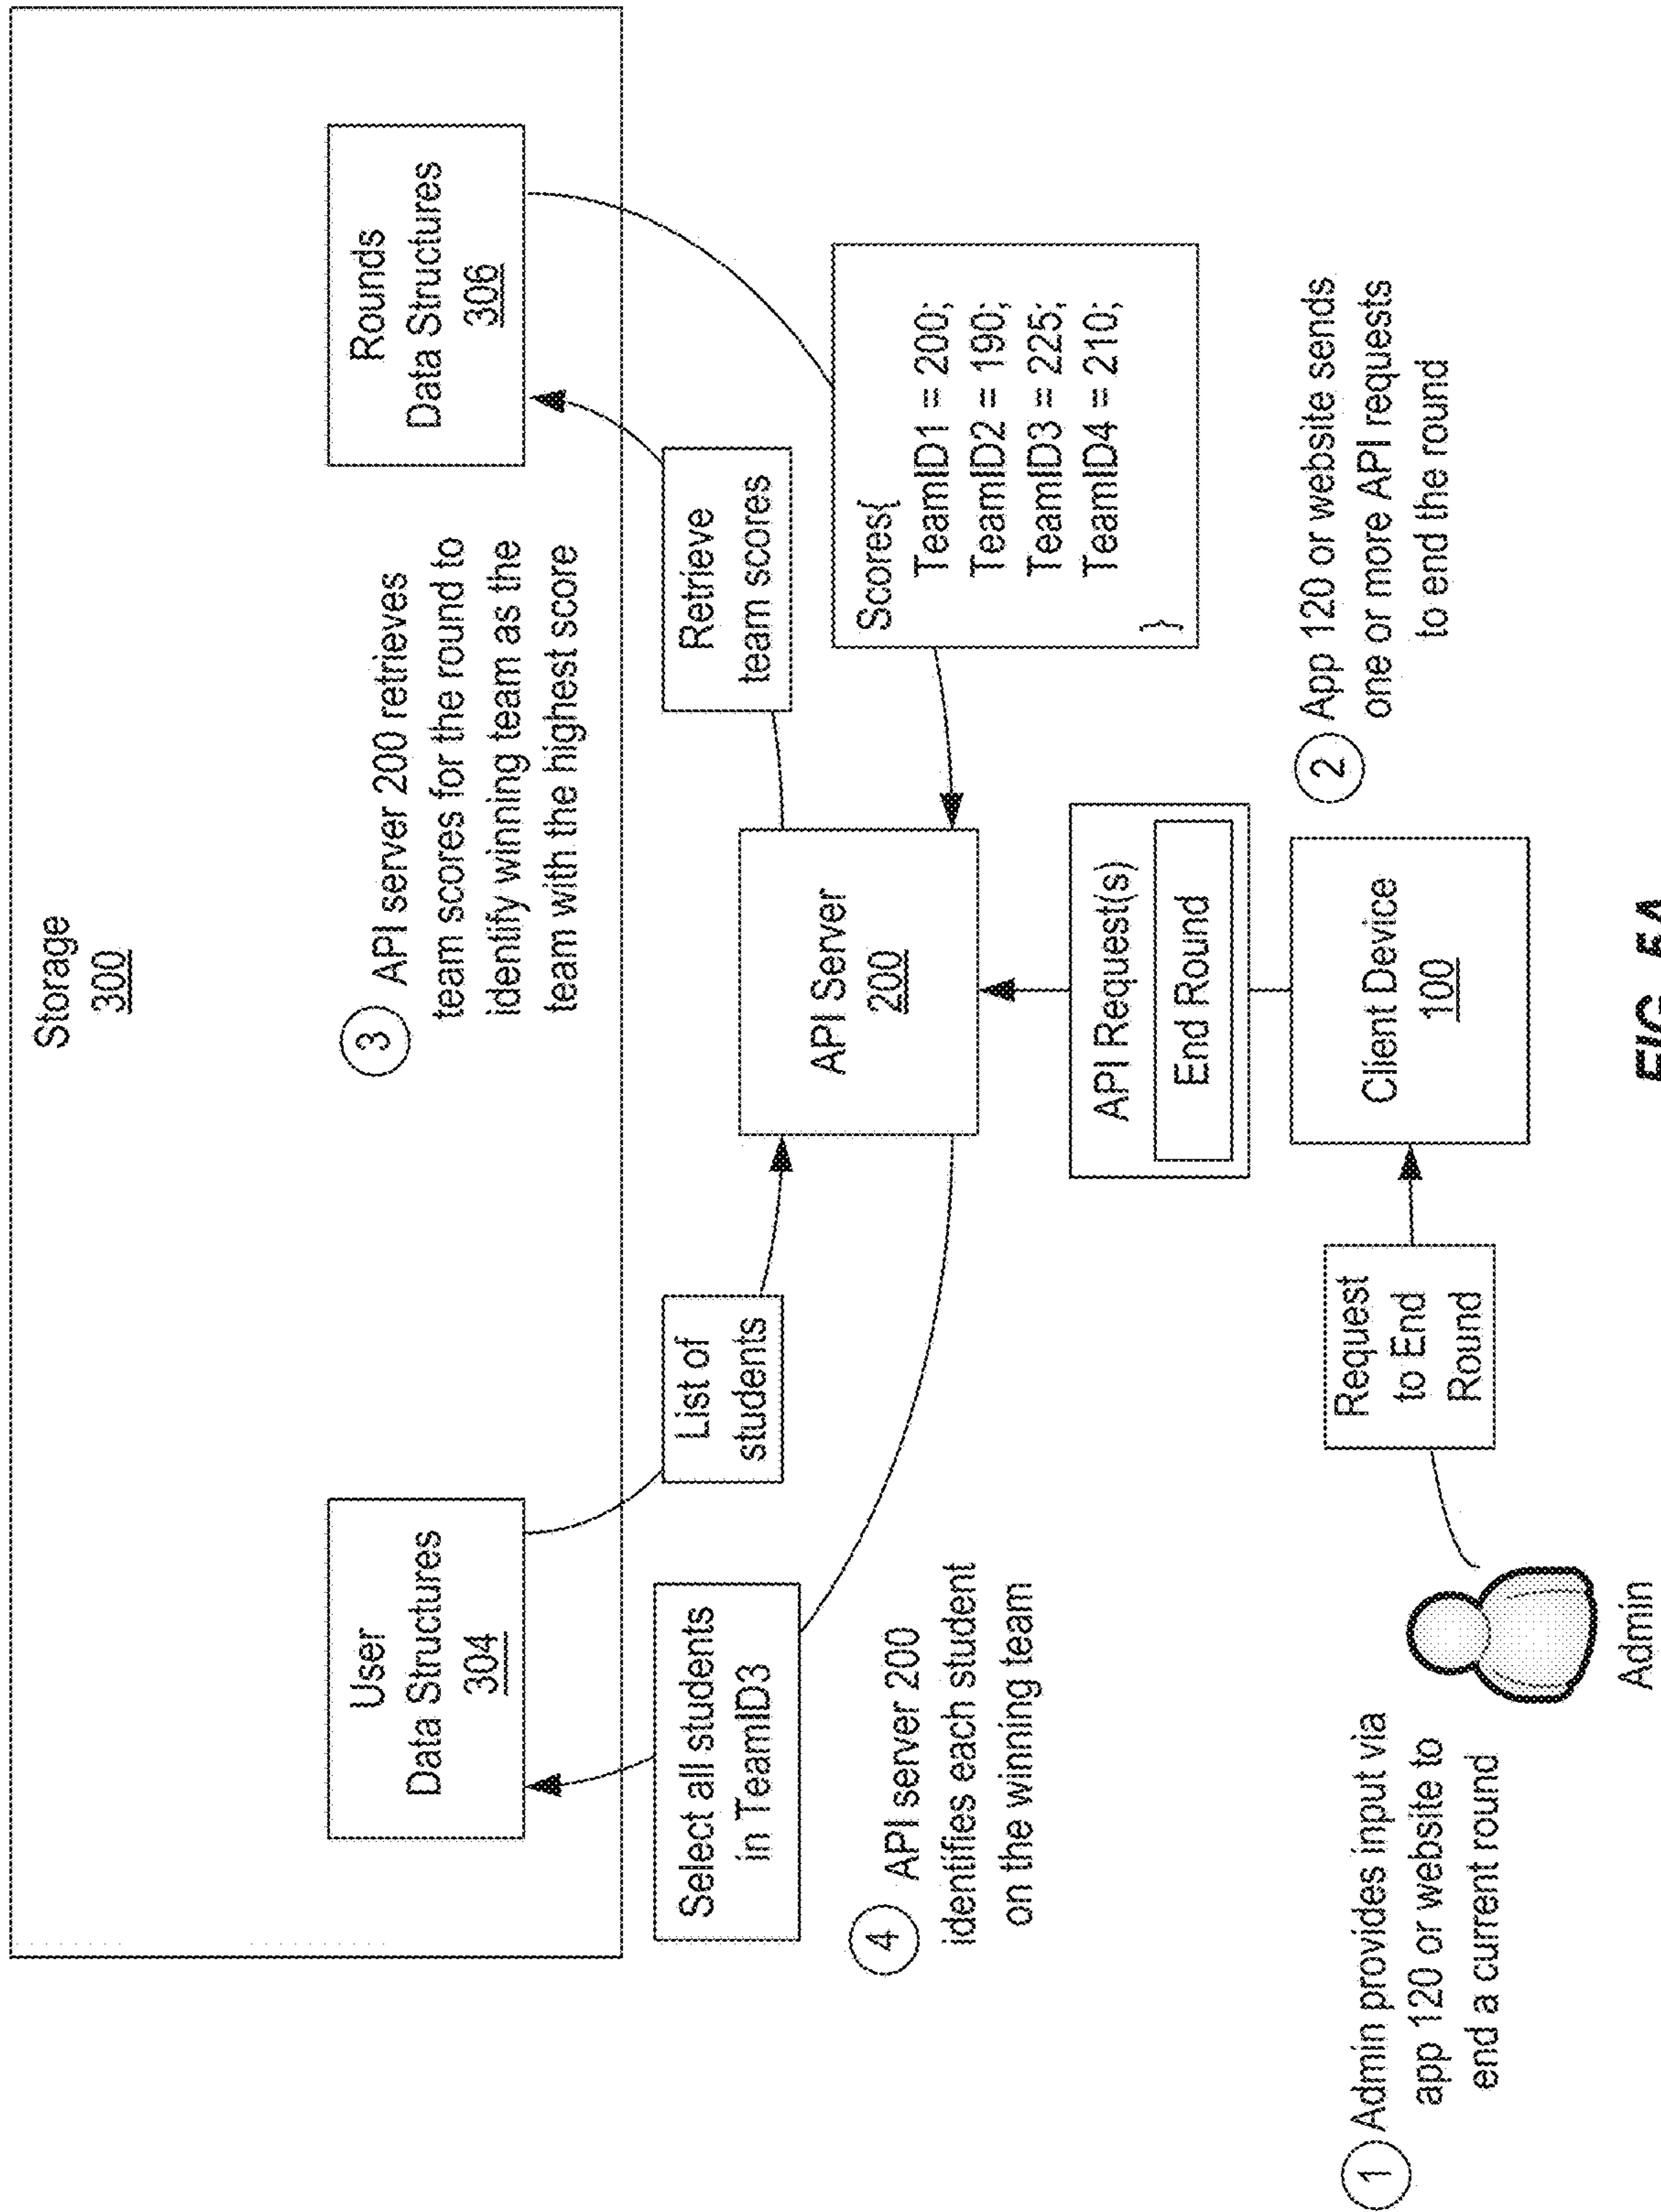 Storage
300
User
Data Structures
304
Rounds
Data Structures
306
3 API server 200 retrieves
team scores for the round to
identify winning team as the
team with the highest score
Select all students
in TeamID3
List of
students
Retrieve
team scores
API Server
200
Scores{
TeamID1 = 200;
TeamID2 = 190;
TeamID3 = 225;
TeamID4 = 210;
}
4 API server 200
identifies each student
on the winning team
API Request(s)
End Round
2 App 120 or website sends
one or more API requests
to end the round
1 Admin provides input via
app 120 or website to
end a current round
Admin
Request
to End
Round
Client Device
100
FIG.